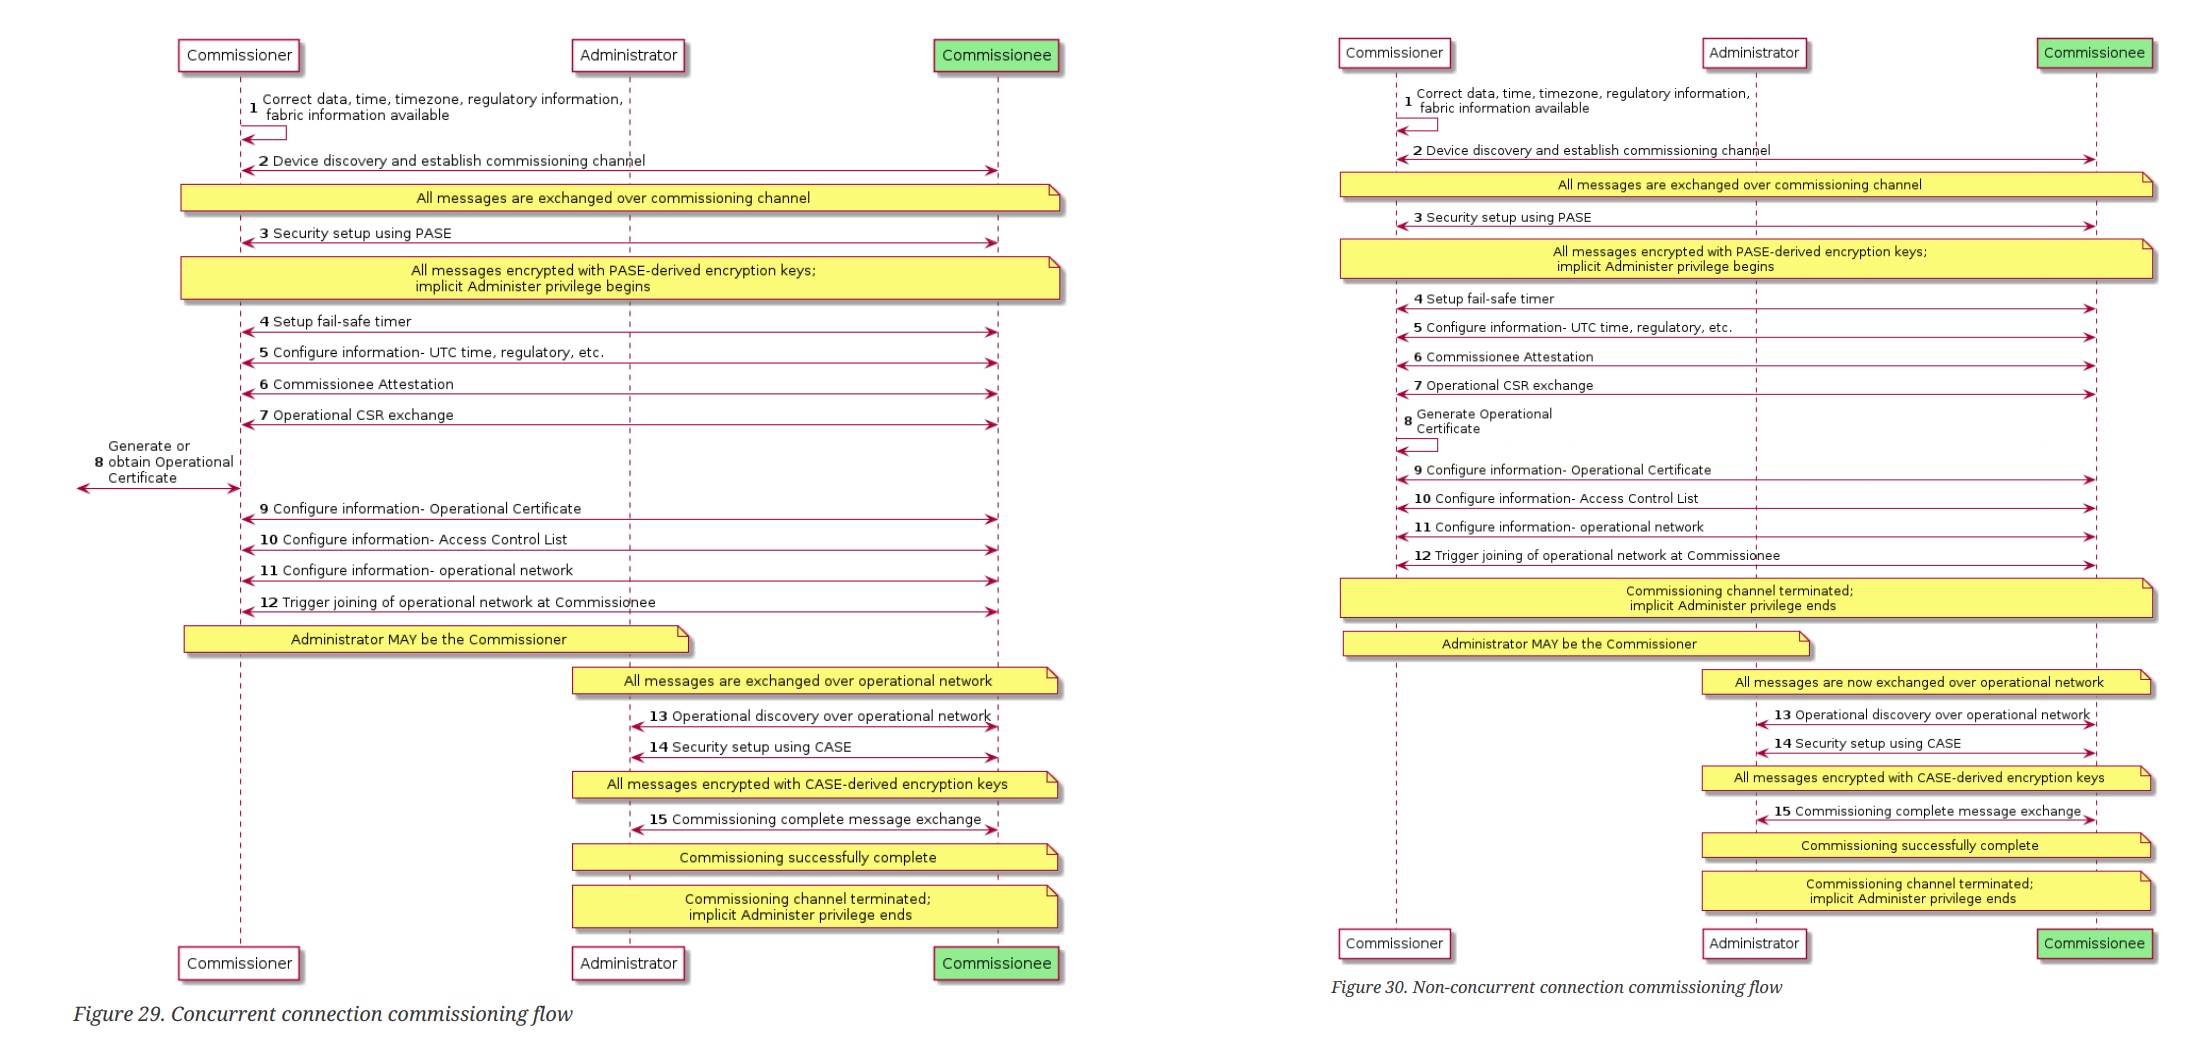 Commissioner
Administrator
Commissionee
1 Correct data, time, timezone, regulatory information,
fabric information available
2 Device discovery and establish commissioning channel
All messages are exchanged over commissioning channel
3 Security setup using PASE
All messages encrypted with PASE-derived encryption keys;
implicit Administer privilege begins
4 Setup fail-safe timer
5 Configure information- UTC time, regulatory, etc.
6 Commissionee Attestation
7 Operational CSR exchange
Generate or
8 obtain Operational
Certificate
9 Configure information- Operational Certificate
10 Configure information- Access Control List
11 Configure information- operational network
12 Trigger joining of operational network at Commissionee
Administrator MAY be the Commissioner
All messages are exchanged over operational network
13 Operational discovery over operational network
14 Security setup using CASE
All messages encrypted with CASE-derived encryption keys
15 Commissioning complete message exchange
Commissioning successfully complete
Commissioning channel terminated;
implicit Administer privilege ends
Commissioner
Administrator
Commissionee
Figure 29. Concurrent connection commissioning flow
Commissioner
Administrator
Commissionee
1 Correct data, time, timezone, regulatory information,
fabric information available
2 Device discovery and establish commissioning channel
All messages are exchanged over commissioning channel
3 Security setup using PASE
All messages encrypted with PASE-derived encryption keys;
implicit Administer privilege begins
4 Setup fail-safe timer
5 Configure information- UTC time, regulatory, etc.
6 Commissionee Attestation
7 Operational CSR exchange
8 Generate Operational
Certificate
9 Configure information- Operational Certificate
10 Configure information- Access Control List
11 Configure information- operational network
12 Trigger joining of operational network at Commissionee
Commissioning channel terminated;
implicit Administer privilege ends
Administrator MAY be the Commissioner
All messages are now exchanged over operational network
13 Operational discovery over operational network
14 Security setup using CASE
All messages encrypted with CASE-derived encryption keys
15 Commissioning complete message exchange
Commissioning successfully complete
Commissioning channel terminated;
implicit Administer privilege ends
Commissioner
Administrator
Commissionee
Figure 30. Non-concurrent connection commissioning flow